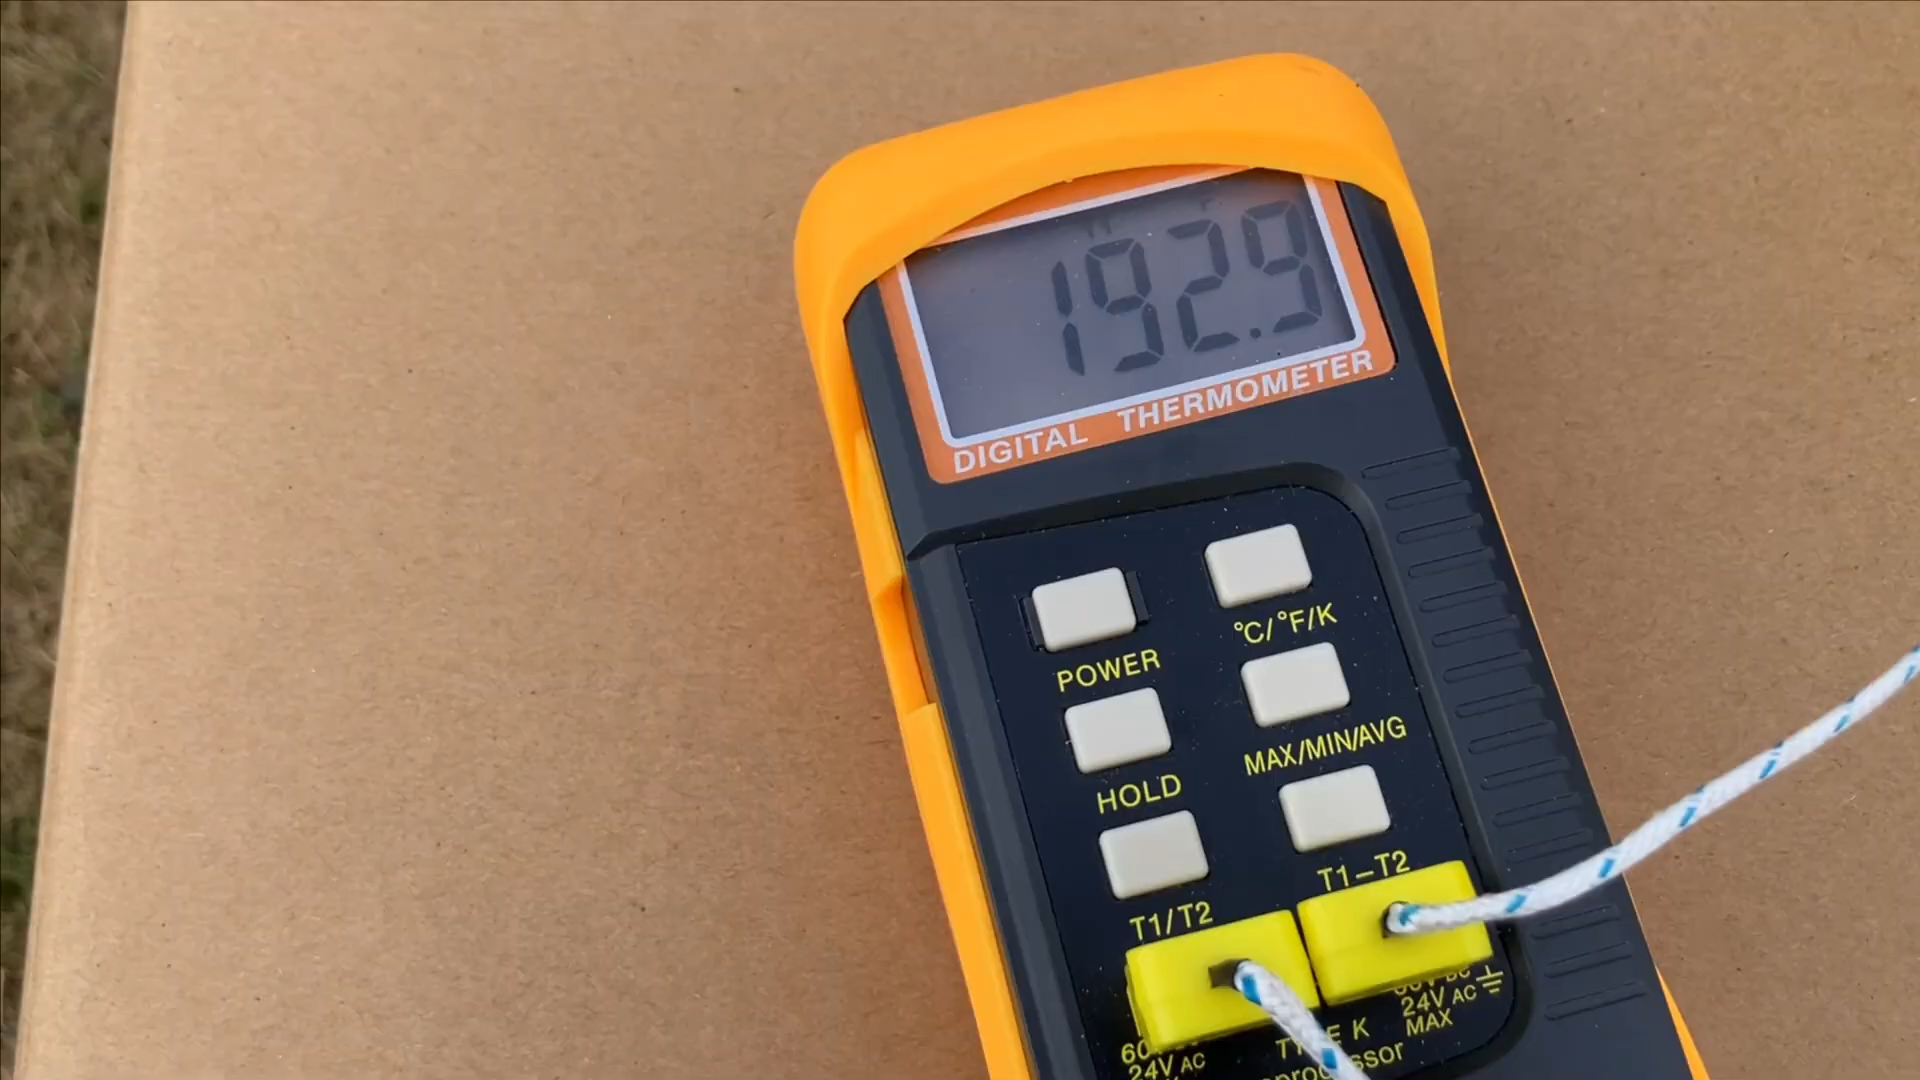 192.9
DIGITAL THERMOMETER
°C/°F/K
POWER
MAX/MIN/AVG
HOLD
T1-T2
T1/T2
24V AC
MAX
K
24V AC